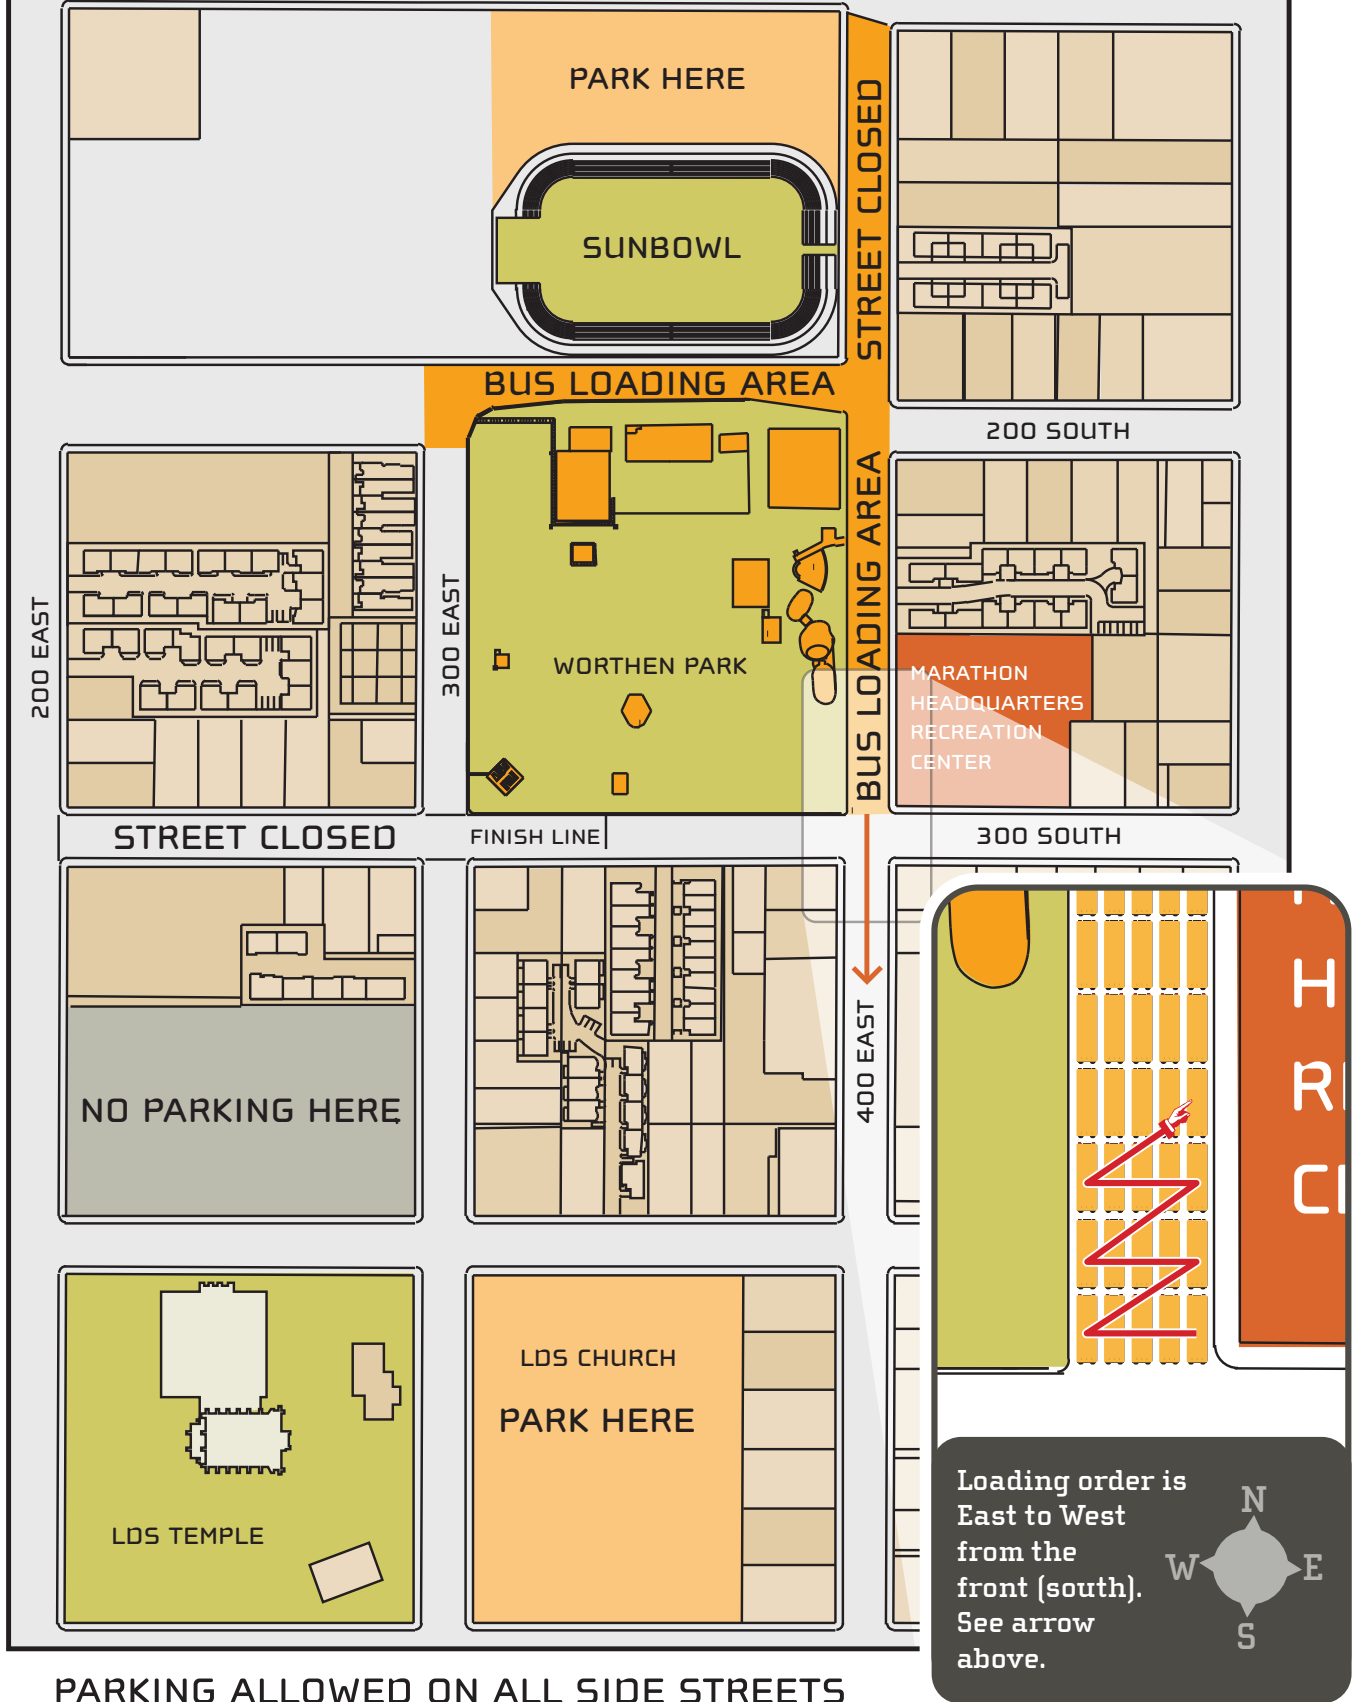 PARK HERE
SUNBOWL
STREET CLOSED
BUS LOADING AREA
200 SOUTH
BUS LOADING AREA
200 EAST
300 EAST
WORTHEN PARK
MARATHON
HEADQUARTERS
RECREATION
CENTER
STREET CLOSED
FINISH LINE
300 SOUTH
400 EAST
NO PARKING HERE
H
R
C
LDS CHURCH
PARK HERE
LDS TEMPLE
Loading order is
East to West
from the
front (south).
See arrow
above.
N
W E
S
PARKING ALLOWED ON ALL SIDE STREETS